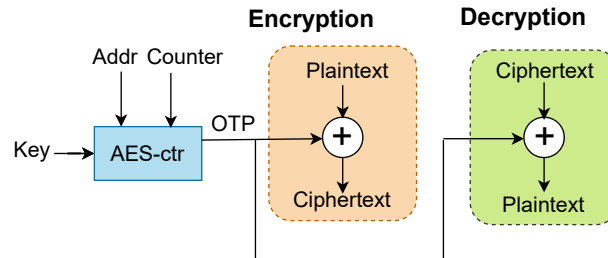 Encryption
Decryption
Addr Counter
Plaintext
Ciphertext
OTP
+
+
Key
AES-ctr
Ciphertext
Plaintext